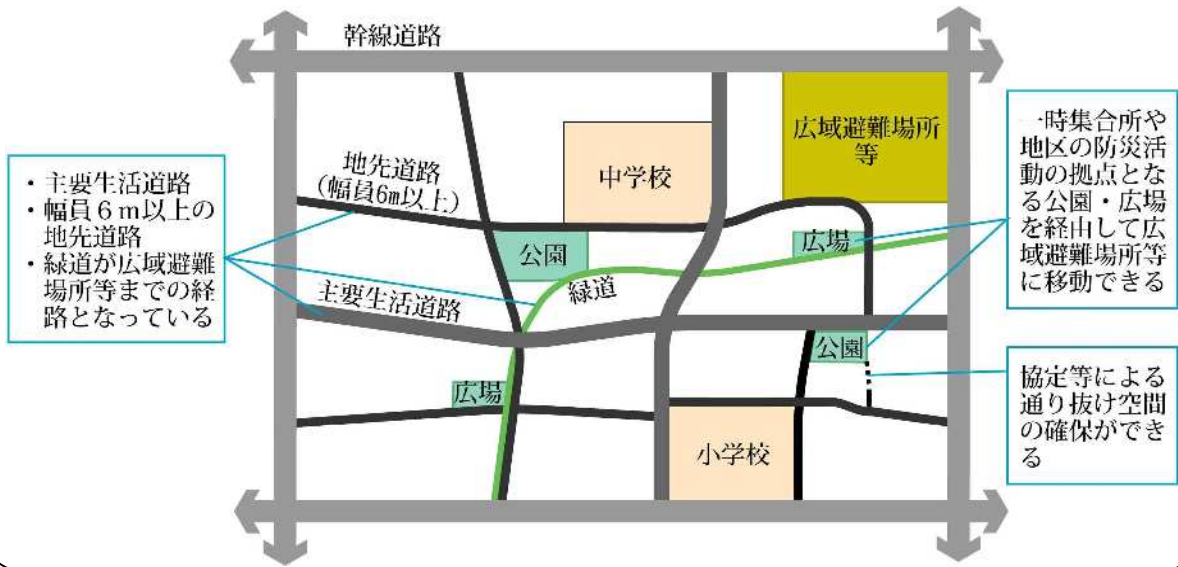 幹線道路
広域避難場所
等
中学校
地先道路
(幅員6m以上)
・主要生活道路
・幅員6m以上の
地先道路
・緑道が広域避難
場所等までの経
路となっている
一時集合所や
地区の防災活
動の拠点とな
る公園・広場
を経由して広
域避難場所等
に移動できる
公園
広場
緑道
主要生活道路
公園
広場
小学校
協定等による
通り抜け空間
の確保ができ
る